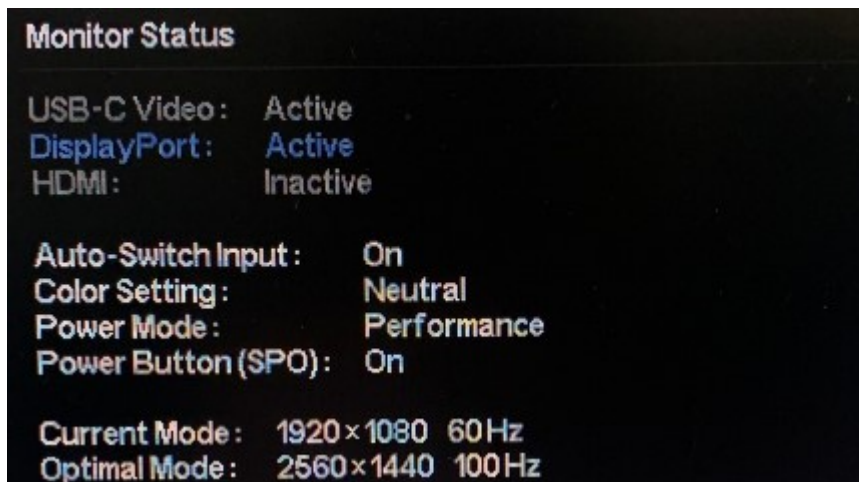 Monitor Status
USB-C Video: Active
DisplayPort: Active
HDMI: Inactive
Auto-Switch Input: On
Color Setting: Neutral
Power Mode: Performance
Power Button (SPO): On
Current Mode: 1920×1080 60Hz
Optimal Mode: 2560×1440 100Hz